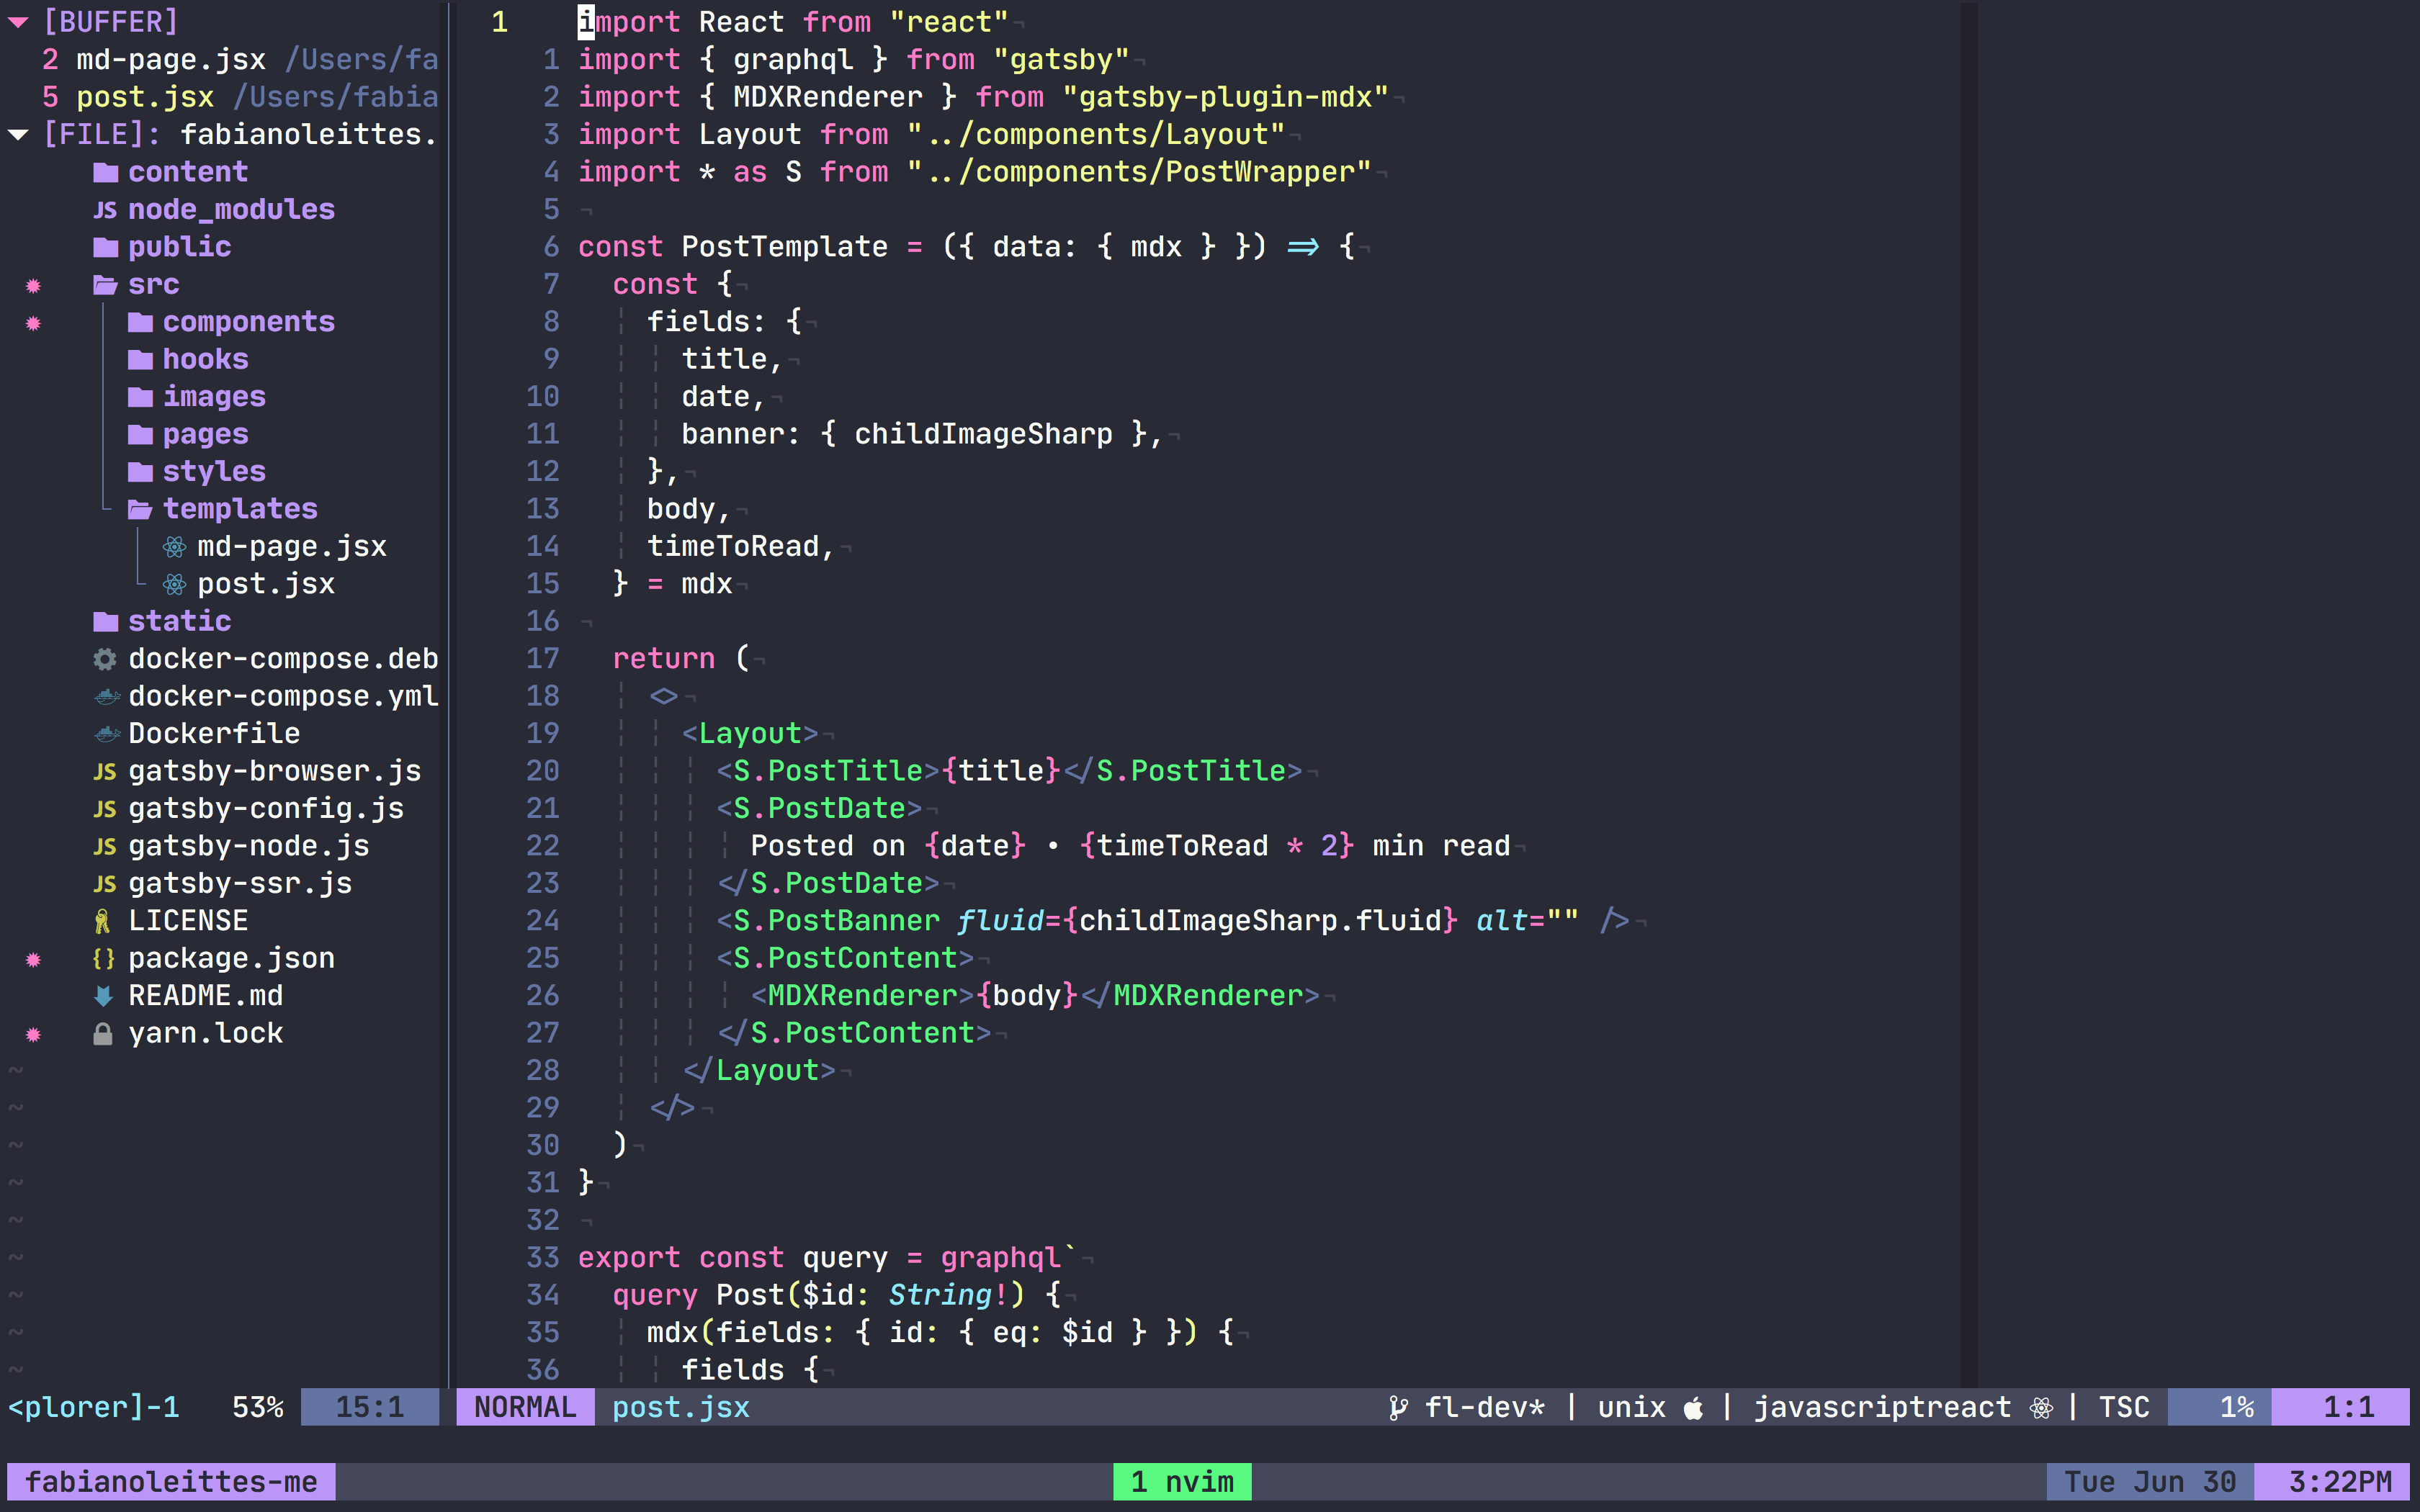 [BUFFER]
2 md-page.jsx /Users/fa
5 post.jsx /Users/fabia
[FILE]: fabianoleittes.
content
node_modules
public
src
components
hooks
images
pages
styles
templates
md-page.jsx
post.jsx
static
docker-compose.deb
docker-compose.yml
Dockerfile
JS gatsby-browser.js
JS gatsby-config.js
JS gatsby-node.js
JS gatsby-ssr.js
LICENSE
{} package.json
README.md
yarn.lock
<plorer]-1 53% 15:1
1 import React from "react"¬
1 import { graphql } from "gatsby"¬
2 import { MDXRenderer } from "gatsby-plugin-mdx"¬
3 import Layout from "../components/Layout"¬
4 import * as S from "../components/PostWrapper"¬
5 ¬
6 const PostTemplate = ({ data: { mdx } }) => {¬
7   const {¬
8 ¦ fields: {¬
9 ¦ ¦ title,¬
10 ¦ ¦ date,¬
11 ¦ ¦ banner: { childImageSharp },¬
12 ¦ },¬
13 ¦ body,¬
14 ¦ timeToRead,¬
15   } = mdx¬
16 ¬
17   return (¬
18 ¦ <>¬
19 ¦ ¦ <Layout>¬
20 ¦ ¦ ¦ <S.PostTitle>{title}</S.PostTitle>¬
21 ¦ ¦ ¦ <S.PostDate>¬
22 ¦ ¦ ¦ ¦ Posted on {date} • {timeToRead * 2} min read¬
23 ¦ ¦ ¦ </S.PostDate>¬
24 ¦ ¦ ¦ <S.PostBanner fluid={childImageSharp.fluid} alt="" />¬
25 ¦ ¦ ¦ <S.PostContent>¬
26 ¦ ¦ ¦ ¦ <MDXRenderer>{body}</MDXRenderer>¬
27 ¦ ¦ ¦ </S.PostContent>¬
28 ¦ ¦ </Layout>¬
29 ¦ </>¬
30   )¬
31 }¬
32 ¬
33 export const query = graphql`¬
34   query Post($id: String!) {¬
35 ¦ mdx(fields: { id: { eq: $id } }) {¬
36 ¦ ¦ fields {¬
NORMAL post.jsx fl-dev* | unix | javascriptreact | TSC 1% 1:1
fabianoleittes-me 1 nvim Tue Jun 30 3:22PM